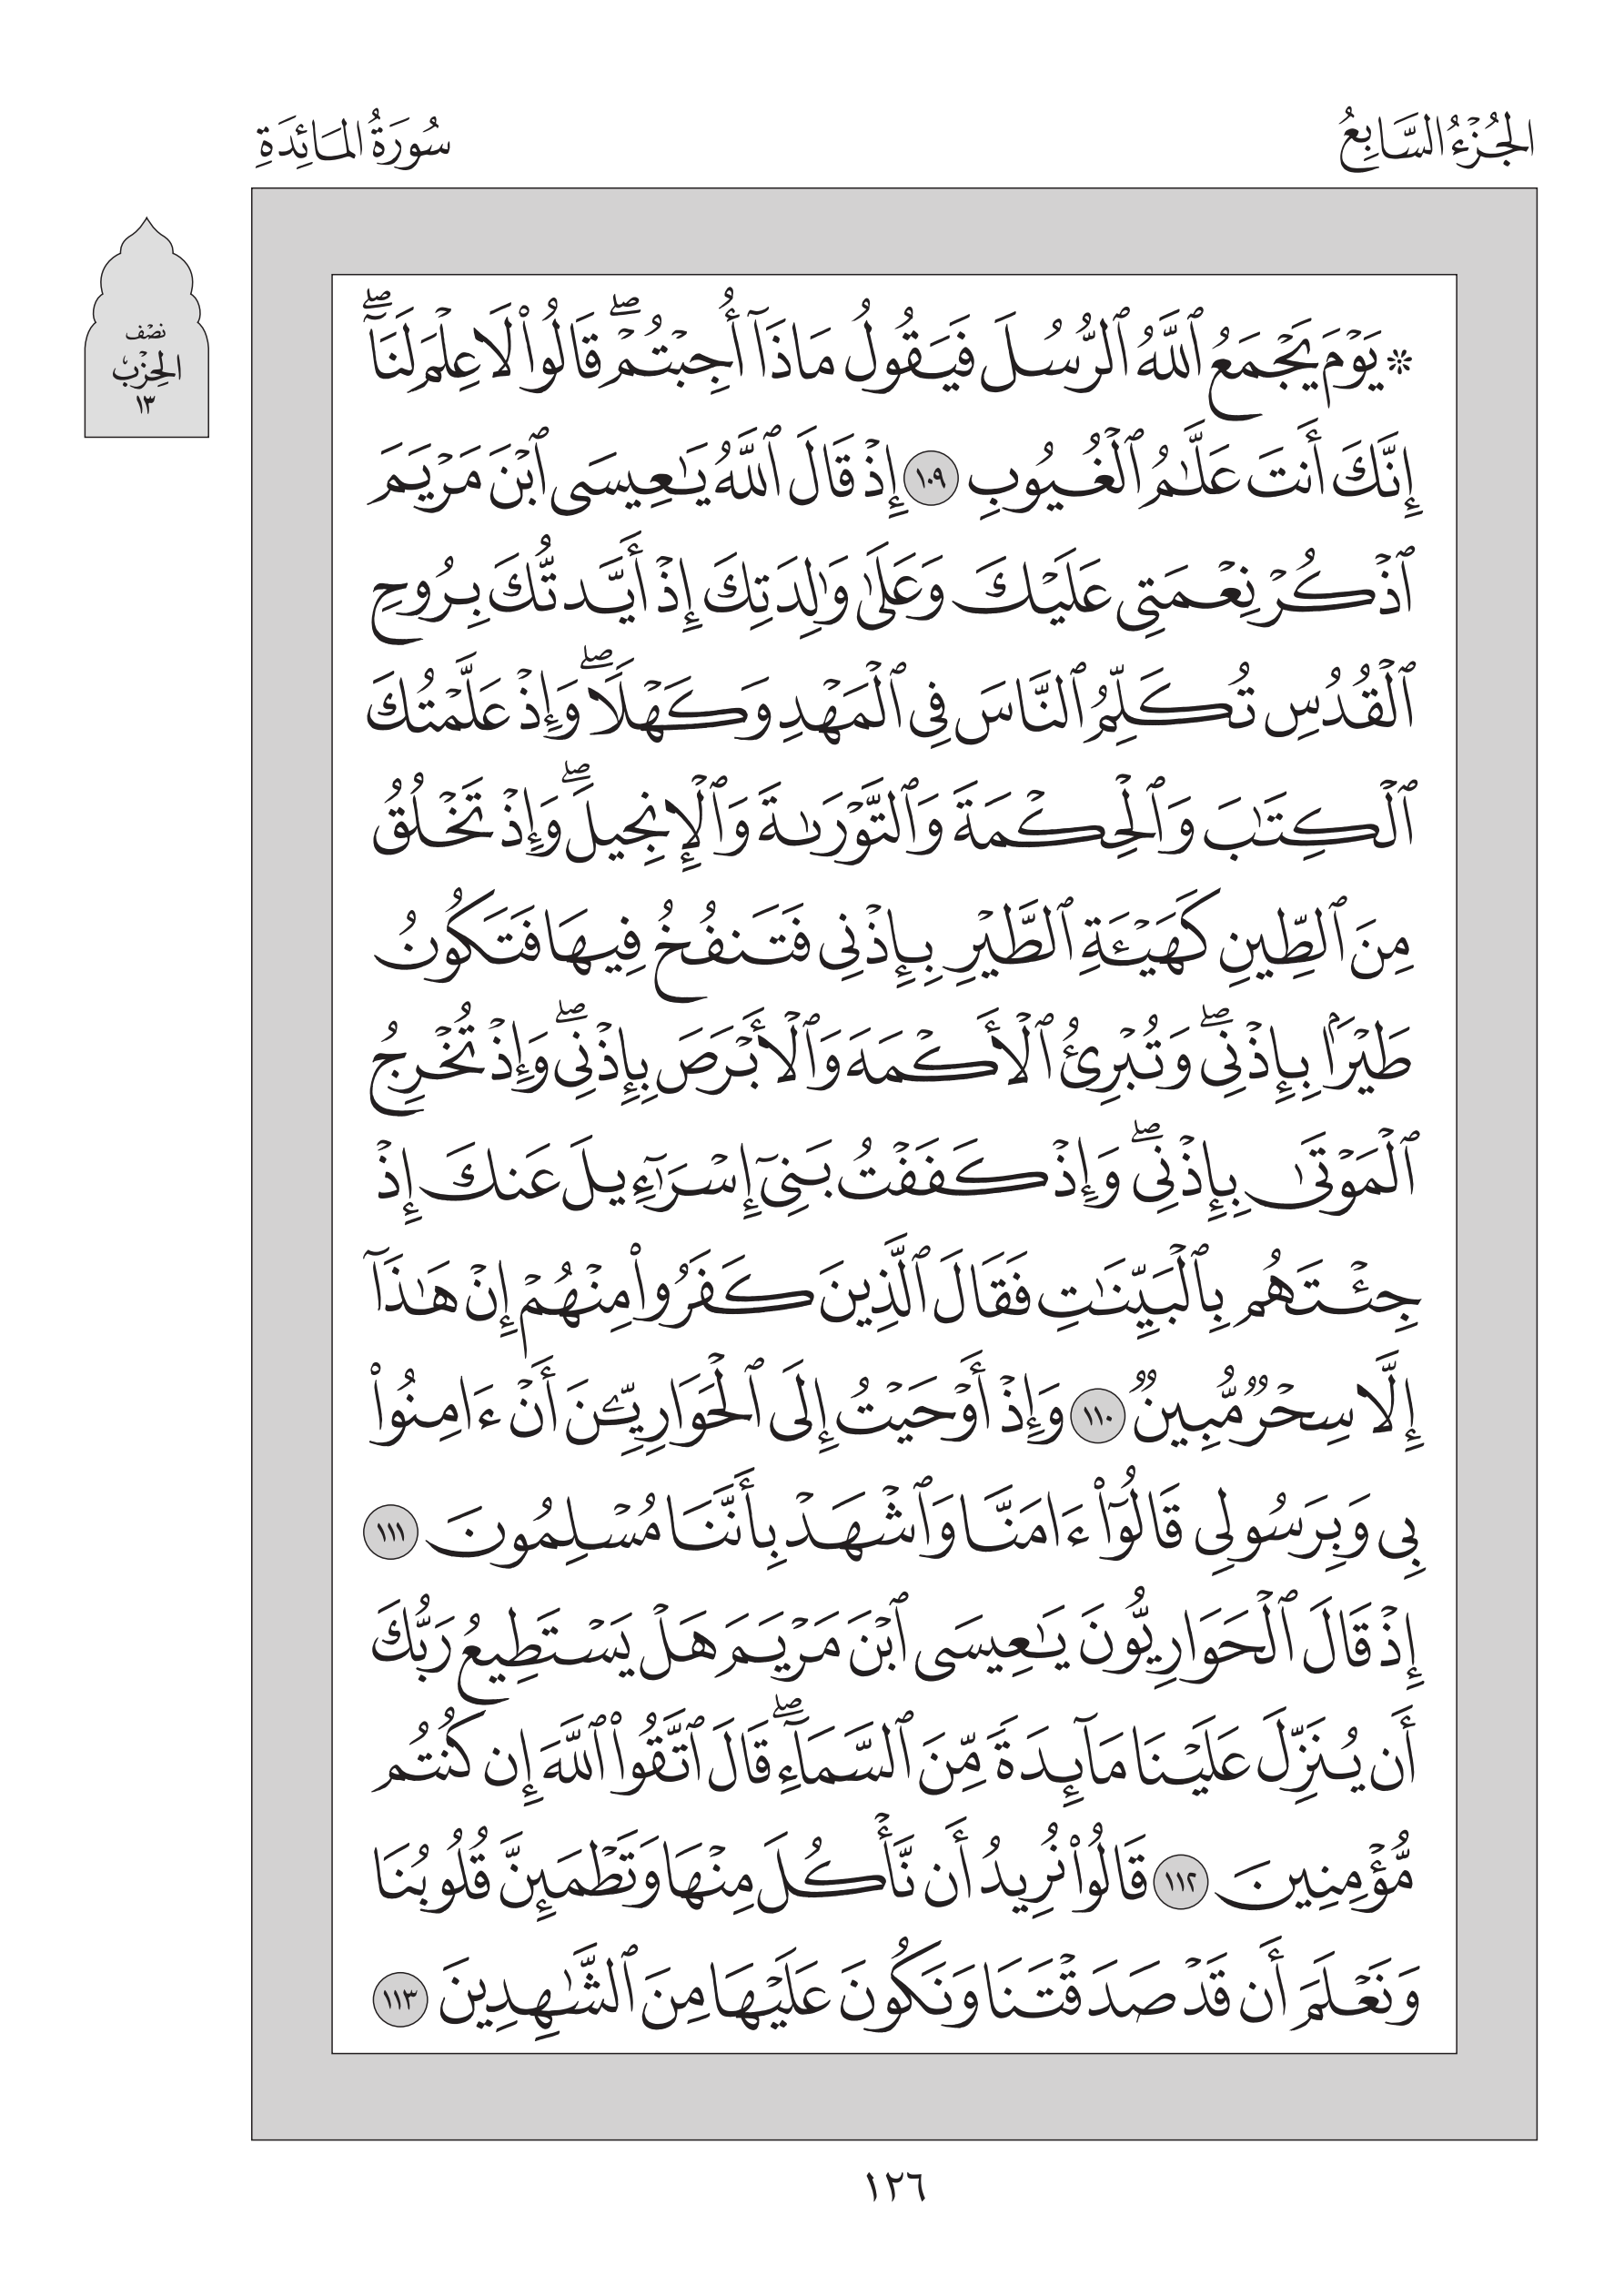 الجُزْءُ السَّابِعُ
سُورَةُ المَائِدَةِ
نصف
الحِزْب
١٣
۞ يَوْمَ يَجْمَعُ ٱللَّهُ ٱلرُّسُلَ فَيَقُولُ مَاذَآ أُجِبْتُمْۖ قَالُوا۟ لَا عِلْمَ لَنَآۖ
إِنَّكَ أَنتَ عَلَّـٰمُ ٱلْغُيُوبِ ١٠٩ إِذْ قَالَ ٱللَّهُ يَـٰعِيسَى ٱبْنَ مَرْيَمَ
ٱذْكُرْ نِعْمَتِى عَلَيْكَ وَعَلَىٰ وَٰلِدَتِكَ إِذْ أَيَّدتُّكَ بِرُوحِ
ٱلْقُدُسِ تُكَلِّمُ ٱلنَّاسَ فِى ٱلْمَهْدِ وَكَهْلًاۖ وَإِذْ عَلَّمْتُكَ
ٱلْكِتَـٰبَ وَٱلْحِكْمَةَ وَٱلتَّوْرَىٰةَ وَٱلْإِنجِيلَۖ وَإِذْ تَخْلُقُ
مِنَ ٱلطِّينِ كَهَيْـَٔةِ ٱلطَّيْرِ بِإِذْنِى فَتَنفُخُ فِيهَا فَتَكُونُ
طَيْرًۢا بِإِذْنِىۖ وَتُبْرِئُ ٱلْأَكْمَهَ وَٱلْأَبْرَصَ بِإِذْنِىۖ وَإِذْ تُخْرِجُ
ٱلْمَوْتَىٰ بِإِذْنِىۖ وَإِذْ كَفَفْتُ بَنِىٓ إِسْرَٰٓءِيلَ عَنكَ إِذْ
جِئْتَهُم بِٱلْبَيِّنَـٰتِ فَقَالَ ٱلَّذِينَ كَفَرُوا۟ مِنْهُمْ إِنْ هَـٰذَآ
إِلَّا سِحْرٌ مُّبِينٌ ١١٠ وَإِذْ أَوْحَيْتُ إِلَى ٱلْحَوَارِيِّـۧنَ أَنْ ءَامِنُوا۟
بِى وَبِرَسُولِى قَالُوٓا۟ ءَامَنَّا وَٱشْهَدْ بِأَنَّنَا مُسْلِمُونَ ١١١
إِذْ قَالَ ٱلْحَوَارِيُّونَ يَـٰعِيسَى ٱبْنَ مَرْيَمَ هَلْ يَسْتَطِيعُ رَبُّكَ
أَن يُنَزِّلَ عَلَيْنَا مَآئِدَةً مِّنَ ٱلسَّمَآءِۖ قَالَ ٱتَّقُوا۟ ٱللَّهَ إِن كُنتُم
مُّؤْمِنِينَ ١١٢ قَالُوا۟ نُرِيدُ أَن نَّأْكُلَ مِنْهَا وَتَطْمَئِنَّ قُلُوبُنَا
وَنَعْلَمَ أَن قَدْ صَدَقْتَنَا وَنَكُونَ عَلَيْهَا مِنَ ٱلشَّـٰهِدِينَ ١١٣
١٢٦